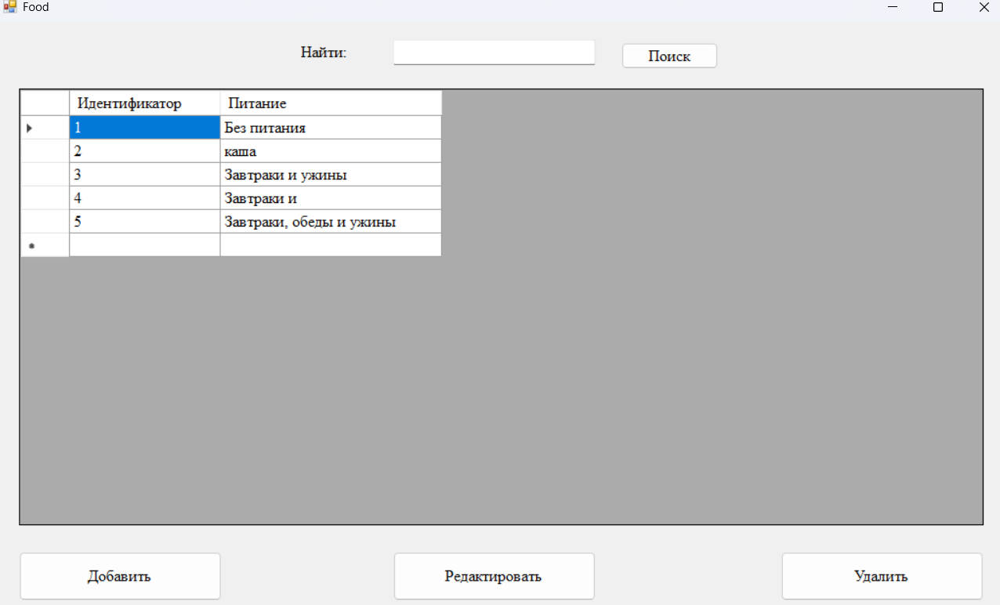 Food
Найти:
Поиск
Идентификатор Питание
1 Без питания
2 каша
3 Завтраки и ужины
4 Завтраки и
5 Завтраки, обеды и ужины
Добавить Редактировать Удалить